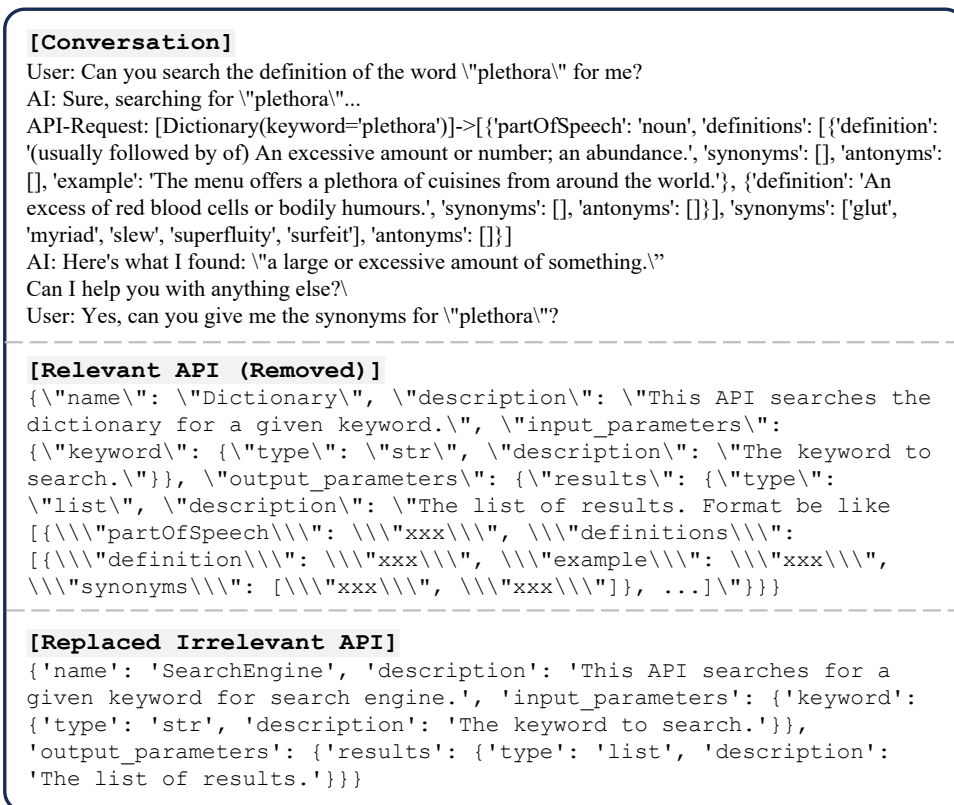 [Conversation]
User: Can you search the definition of the word \"plethora\" for me?
AI: Sure, searching for \"plethora\"...
API-Request: [Dictionary(keyword='plethora')]->[{'partOfSpeech': 'noun', 'definitions': [{'definition':
'(usually followed by of) An excessive amount or number; an abundance.', 'synonyms': [], 'antonyms':
[], 'example': 'The menu offers a plethora of cuisines from around the world.'}, {'definition': 'An
excess of red blood cells or bodily humours.', 'synonyms': [], 'antonyms': []}], 'synonyms': ['glut',
'myriad', 'slew', 'superfluity', 'surfeit'], 'antonyms': []}]
AI: Here's what I found: \"a large or excessive amount of something.\”
Can I help you with anything else?\
User: Yes, can you give me the synonyms for \"plethora\"?
[Relevant API (Removed)]
{\"name\": \"Dictionary\", \"description\": \"This API searches the
dictionary for a given keyword.\", \"input_parameters\":
{\"keyword\": {\"type\": \"str\", \"description\": \"The keyword to
search.\"}}, \"output_parameters\": {\"results\": {\"type\":
\"list\", \"description\": \"The list of results. Format be like
[{\\\"partOfSpeech\\\": \\\"xxx\\\", \\\"definitions\\\":
[{\\\"definition\\\": \\\"xxx\\\", \\\"example\\\": \\\"xxx\\\",
\\\"synonyms\\\": [\\\"xxx\\\", \\\"xxx\\\"]}, ...]\"}}}
[Replaced Irrelevant API]
{'name': 'SearchEngine', 'description': 'This API searches for a
given keyword for search engine.', 'input_parameters': {'keyword':
{'type': 'str', 'description': 'The keyword to search.'}},
'output_parameters': {'results': {'type': 'list', 'description':
'The list of results.'}}}